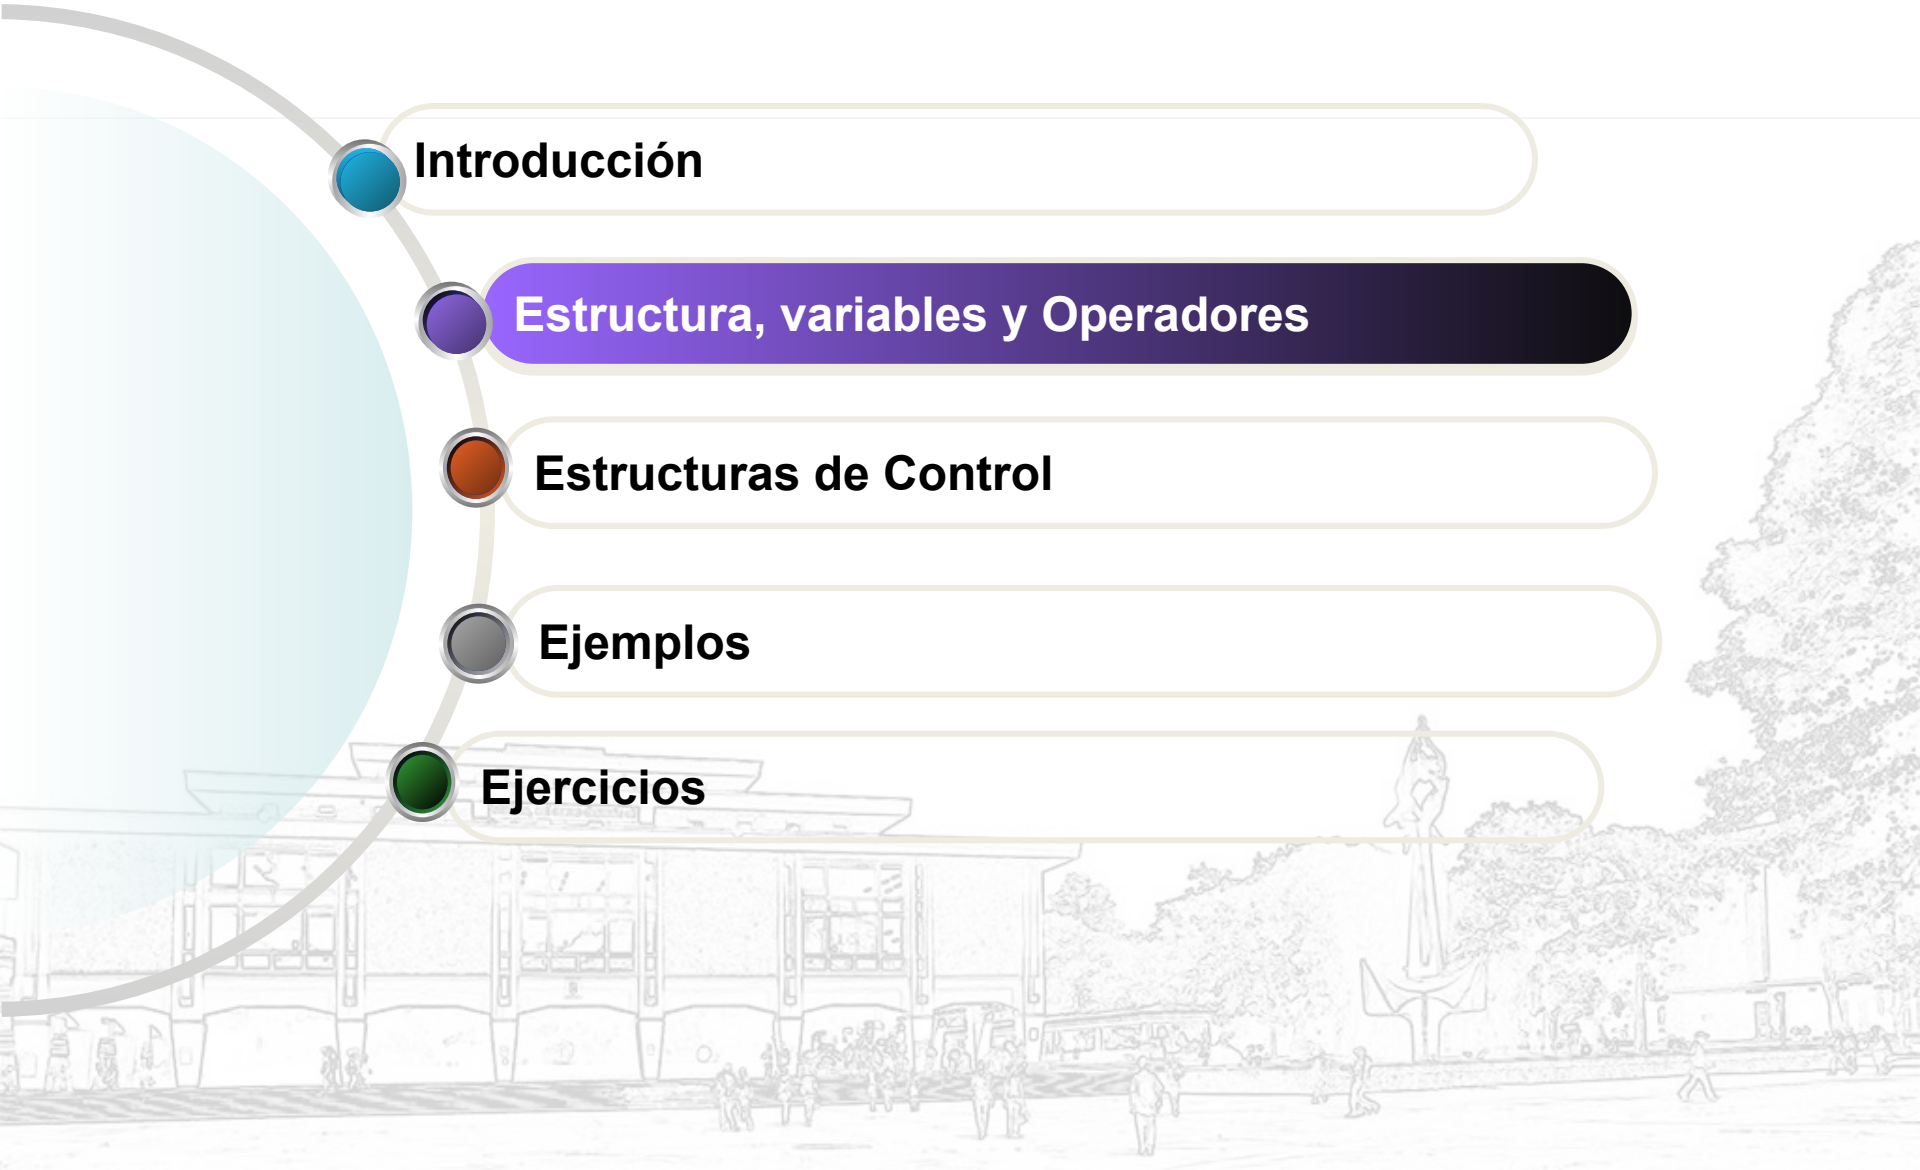 Introducción
Estructura, variables y Operadores
Estructuras de Control
Ejemplos
Ejercicios